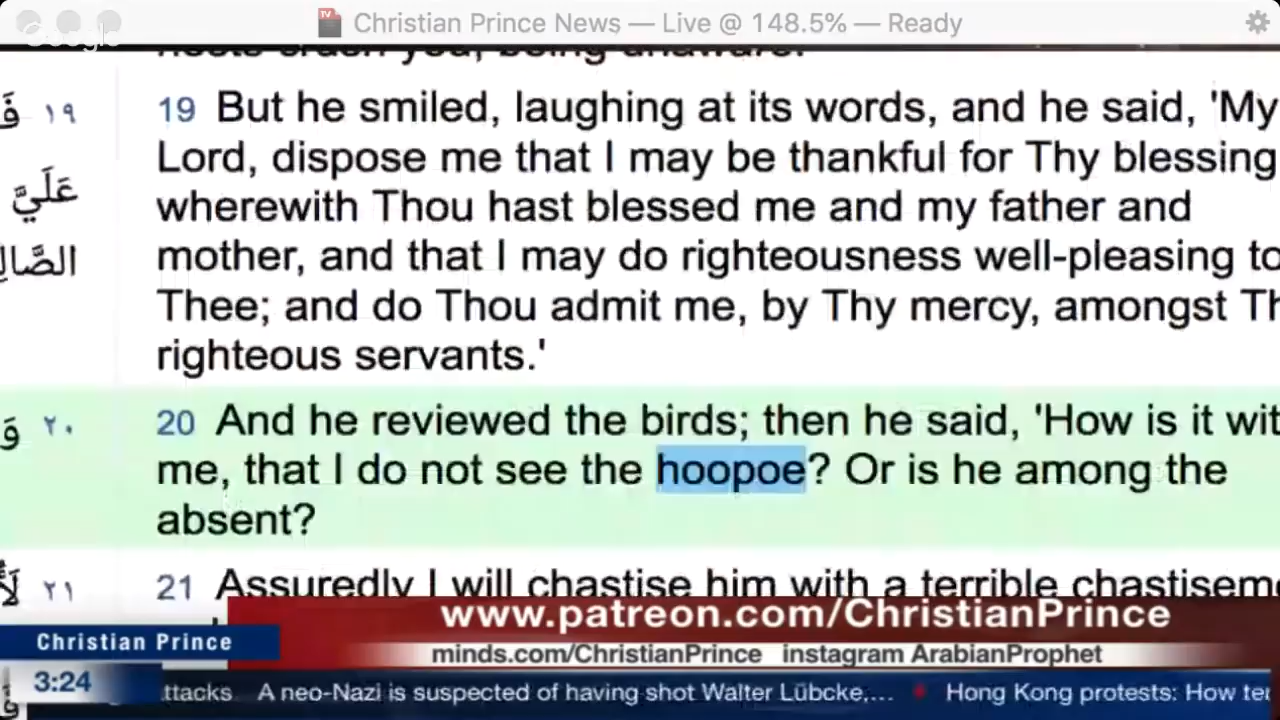 Christian Prince News — Live @ 148.5% — Ready
Google
you, being unaware.'
١٩ 19 But he smiled, laughing at its words, and he said, 'My
Lord, dispose me that I may be thankful for Thy blessing
عَلَيَّ wherewith Thou hast blessed me and my father and
mother, and that I may do righteousness well-pleasing to
Thee; and do Thou admit me, by Thy mercy, amongst Th
righteous servants.'
٢٠ 20 And he reviewed the birds; then he said, 'How is it wit
me, that I do not see the hoopoe? Or is he among the
absent?
٢١ 21 Assuredly I will chastise him with a terrible chastiseme
www.patreon.com/ChristianPrince
Christian Prince
minds.com/ChristianPrince instagram ArabianProphet
3:24 ttacks A neo-Nazi is suspected of having shot Walter Lübcke,... Hong Kong protests: How ter